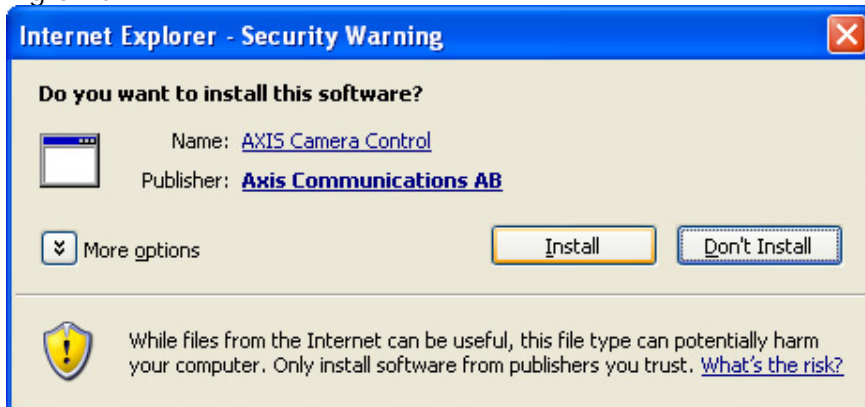 Internet Explorer - Security Warning
Do you want to install this software?
Name: AXIS Camera Control
Publisher: Axis Communications AB
More options Install Don't Install
While files from the Internet can be useful, this file type can potentially harm
your computer. Only install software from publishers you trust. What's the risk?